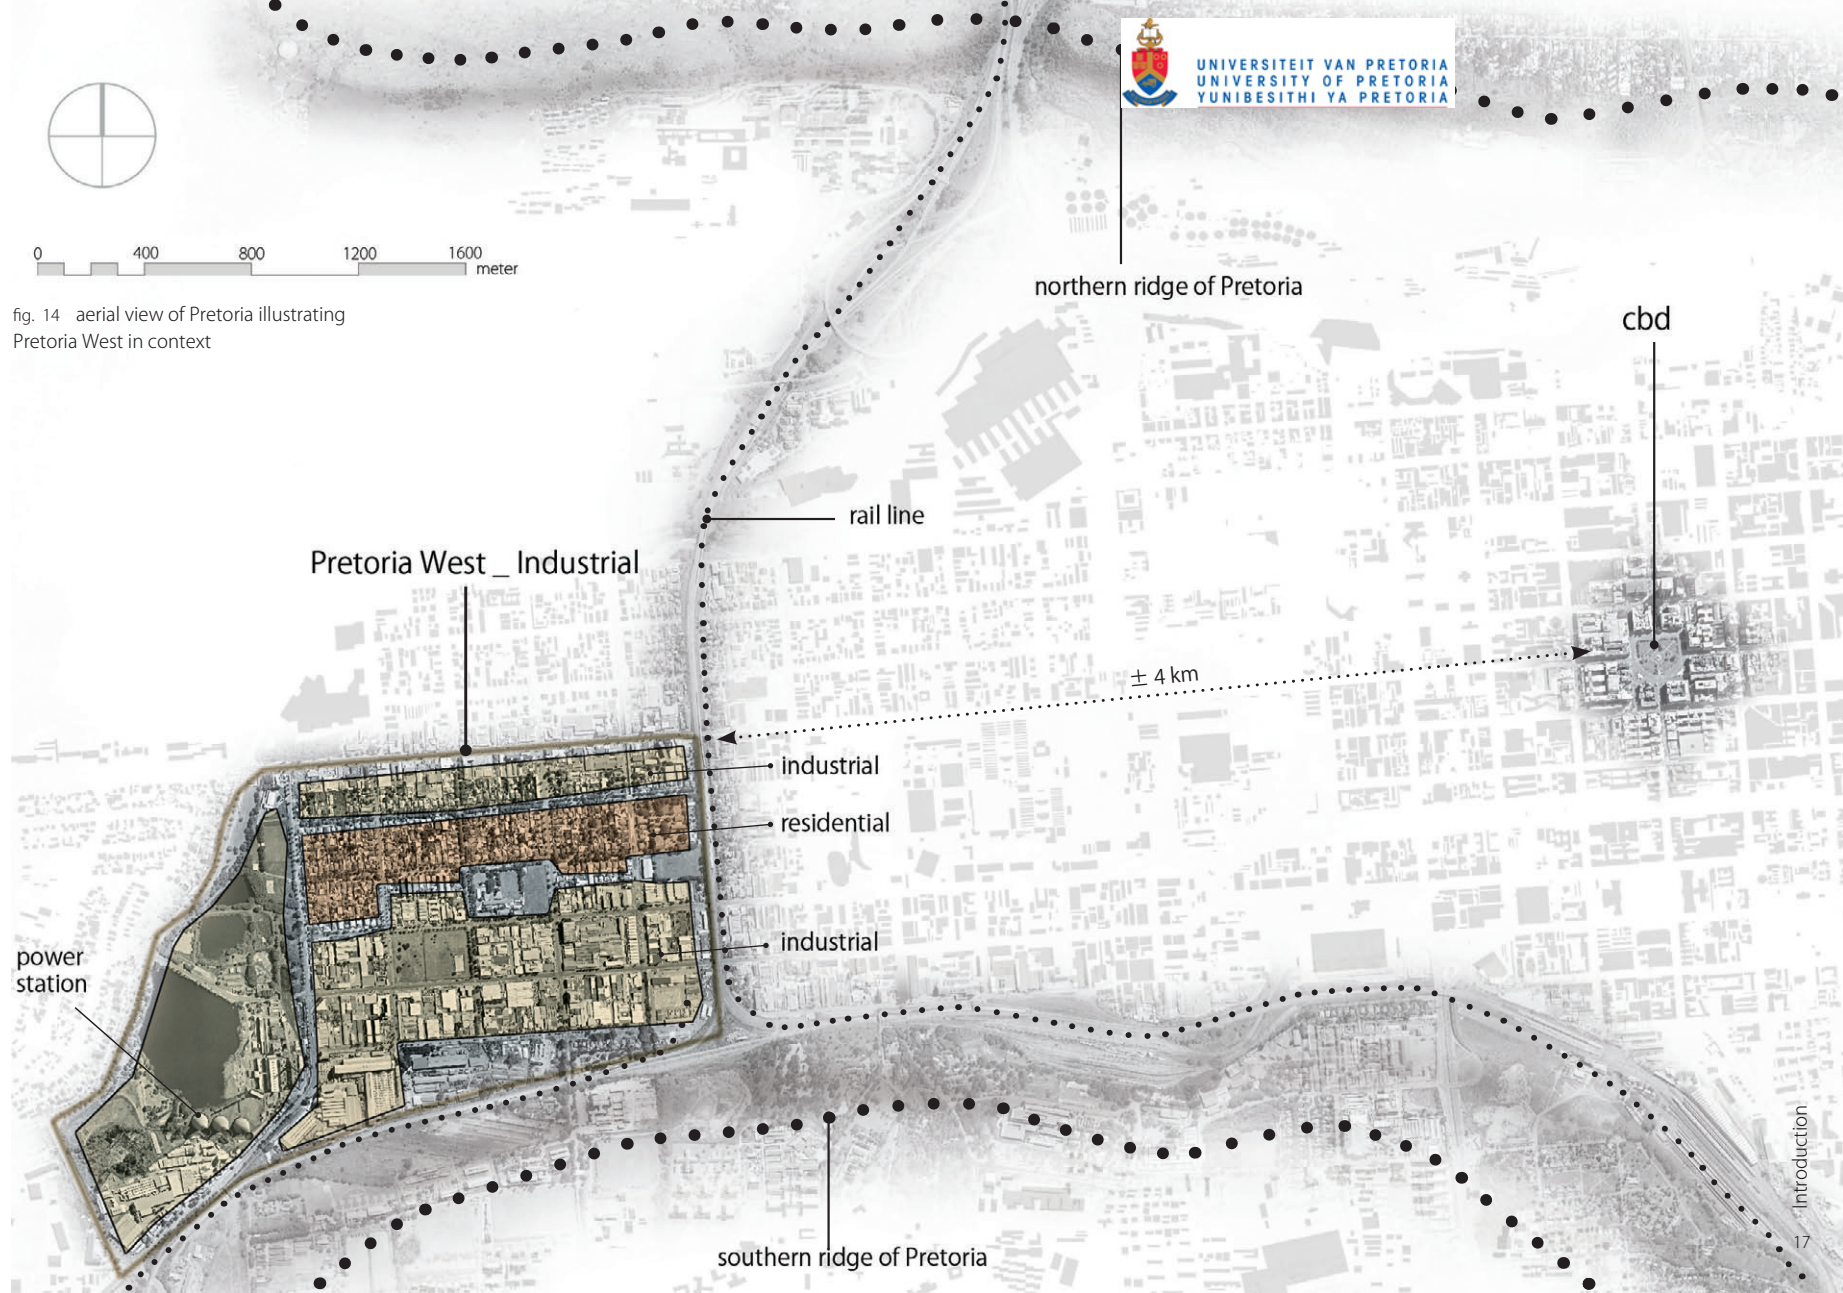 UNIVERSITEIT VAN PRETORIA
UNIVERSITY OF PRETORIA
YUNIBESITHI YA PRETORIA
0 400 800 1200 1600
meter
fig. 14 aerial view of Pretoria illustrating
Pretoria West in context
northern ridge of Pretoria
cbd
rail line
Pretoria West _ Industrial
± 4 km
industrial
residential
industrial
power
station
southern ridge of Pretoria
Introduction
17